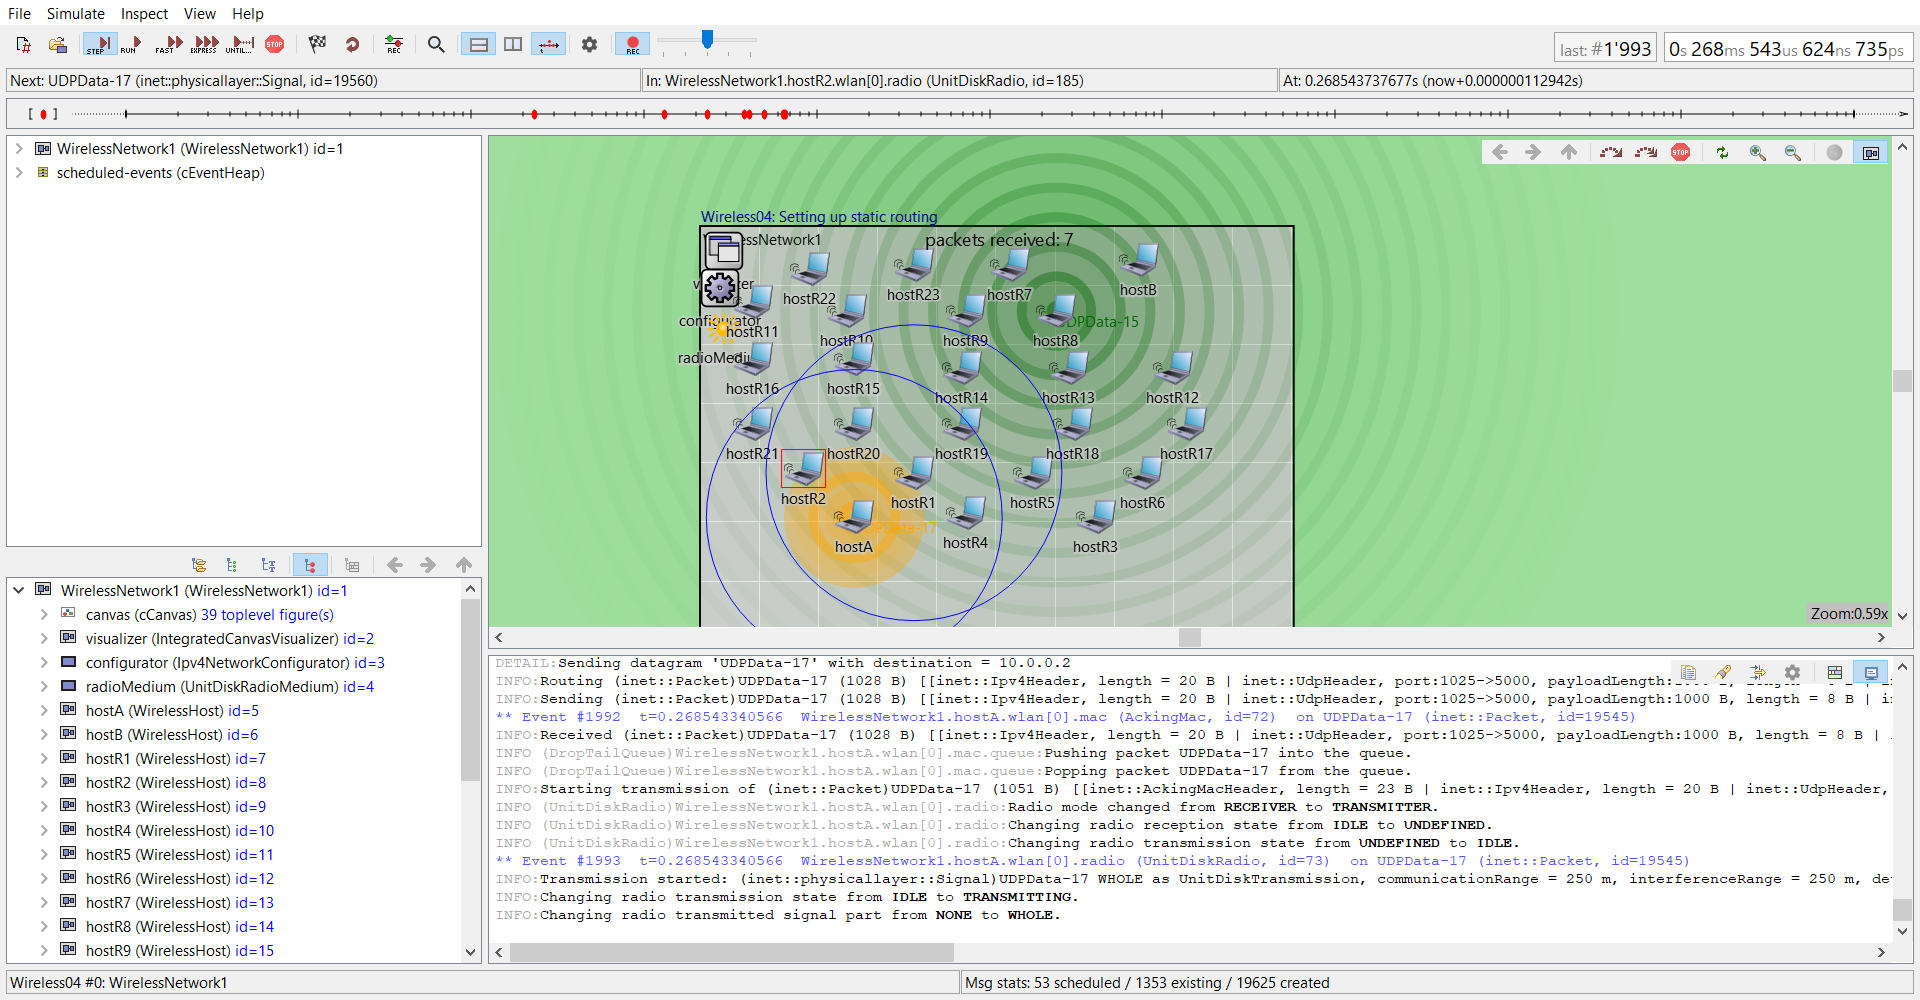 File Simulate Inspect View Help
STEP RUN FAST EXPRESS UNTIL... STOP REC REC
last: #1'993 0s 268ms 543us 624ns 735ps
Next: UDPData-17 (inet::physicallayer::Signal, id=19560) In: WirelessNetwork1.hostR2.wlan[0].radio (UnitDiskRadio, id=185) At: 0.268543737677s (now+0.000000112942s)
WirelessNetwork1 (WirelessNetwork1) id=1
scheduled-events (cEventHeap)
WirelessNetwork1 (WirelessNetwork1) id=1
canvas (cCanvas) 39 toplevel figure(s)
visualizer (IntegratedCanvasVisualizer) id=2
configurator (Ipv4NetworkConfigurator) id=3
radioMedium (UnitDiskRadioMedium) id=4
hostA (WirelessHost) id=5
hostB (WirelessHost) id=6
hostR1 (WirelessHost) id=7
hostR2 (WirelessHost) id=8
hostR3 (WirelessHost) id=9
hostR4 (WirelessHost) id=10
hostR5 (WirelessHost) id=11
hostR6 (WirelessHost) id=12
hostR7 (WirelessHost) id=13
hostR8 (WirelessHost) id=14
hostR9 (WirelessHost) id=15
STOP
Wireless04: Setting up static routing
essNetwork1 packets received: 7
hostR22 hostR23 hostR7 hostB
configurator hostR11 hostR10 hostR9 hostR8 UDPData-15
radioMedi hostR16 hostR15 hostR14 hostR13 hostR12
hostR21 hostR20 hostR19 hostR18 hostR17
hostR2 hostR1 hostR5 hostR6
hostA hostR4 hostR3
Zoom:0.59x
DETAIL:Sending datagram 'UDPData-17' with destination = 10.0.0.2
INFO:Routing (inet::Packet)UDPData-17 (1028 B) [[inet::Ipv4Header, length = 20 B | inet::UdpHeader, port:1025->5000, payloadLength:
INFO:Sending (inet::Packet)UDPData-17 (1028 B) [[inet::Ipv4Header, length = 20 B | inet::UdpHeader, port:1025->5000, payloadLength:1000 B, length = 8 B | i
** Event #1992 t=0.268543340566 WirelessNetwork1.hostA.wlan[0].mac (AckingMac, id=72) on UDPData-17 (inet::Packet, id=19545)
INFO:Received (inet::Packet)UDPData-17 (1028 B) [[inet::Ipv4Header, length = 20 B | inet::UdpHeader, port:1025->5000, payloadLength:1000 B, length = 8 B |
INFO (DropTailQueue)WirelessNetwork1.hostA.wlan[0].mac.queue:Pushing packet UDPData-17 into the queue.
INFO (DropTailQueue)WirelessNetwork1.hostA.wlan[0].mac.queue:Popping packet UDPData-17 from the queue.
INFO:Starting transmission of (inet::Packet)UDPData-17 (1051 B) [[inet::AckingMacHeader, length = 23 B | inet::Ipv4Header, length = 20 B | inet::UdpHeader,
INFO (UnitDiskRadio)WirelessNetwork1.hostA.wlan[0].radio:Radio mode changed from RECEIVER to TRANSMITTER.
INFO (UnitDiskRadio)WirelessNetwork1.hostA.wlan[0].radio:Changing radio reception state from IDLE to UNDEFINED.
INFO (UnitDiskRadio)WirelessNetwork1.hostA.wlan[0].radio:Changing radio transmission state from UNDEFINED to IDLE.
** Event #1993 t=0.268543340566 WirelessNetwork1.hostA.wlan[0].radio (UnitDiskRadio, id=73) on UDPData-17 (inet::Packet, id=19545)
INFO:Transmission started: (inet::physicallayer::Signal)UDPData-17 WHOLE as UnitDiskTransmission, communicationRange = 250 m, interferenceRange = 250 m, de
INFO:Changing radio transmission state from IDLE to TRANSMITTING.
INFO:Changing radio transmitted signal part from NONE to WHOLE.
Wireless04 #0: WirelessNetwork1 Msg stats: 53 scheduled / 1353 existing / 19625 created